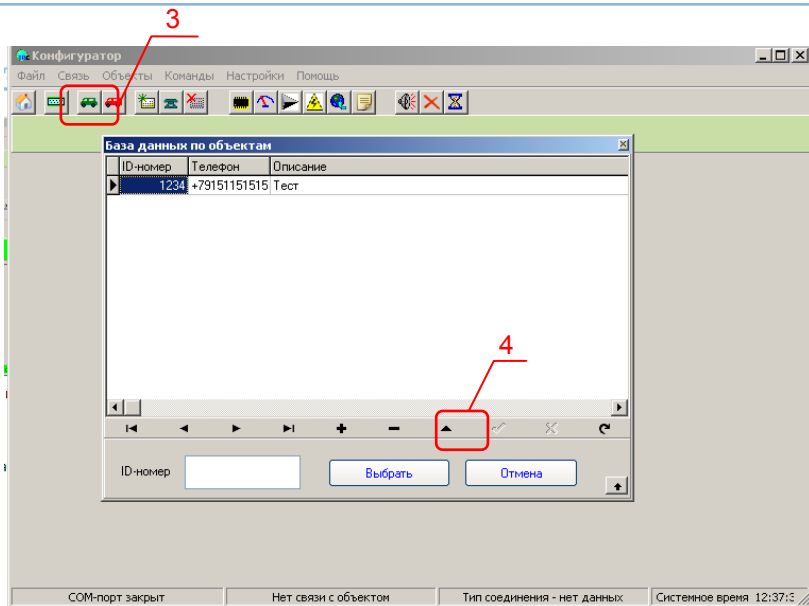 3
Конфигуратор
Файл Связь Объекты Команды Настройки Помощь
База данных по объектам
ID-номер Телефон Описание
1234 +79151151515 Тест
4
ID-номер Выбрать Отмена
COM-порт закрыт Нет связи с объектом Тип соединения - нет данных Системное время 12:37:3